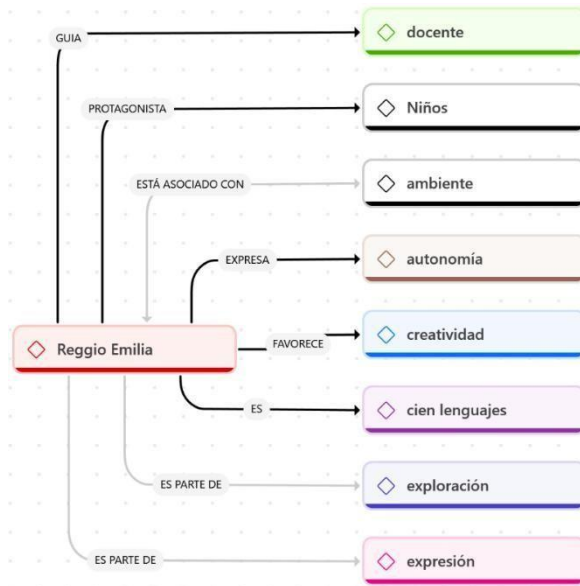 GUIA
docente
PROTAGONISTA
Niños
ESTÁ ASOCIADO CON
ambiente
EXPRESA
autonomía
Reggio Emilia
FAVORECE
creatividad
ES
cien lenguajes
ES PARTE DE
exploración
ES PARTE DE
expresión